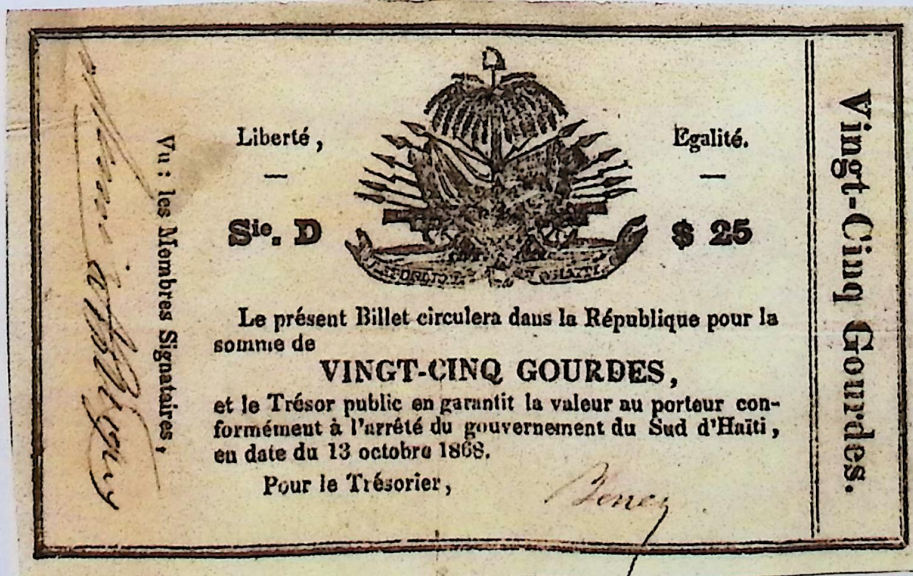 Liberté, Egalité.
Sie. D $ 25
REPUBLIQUE D'HAITI.
Le présent Billet circulera dans la République pour la
somme de
VINGT-CINQ GOURDES,
et le Trésor public en garantit la valeur au porteur con-
formément à l'arrêté du gouvernement du Sud d'Haïti,
en date du 13 octobre 1868.
Pour le Trésorier,
Vu : les Membres Signataires,
Vingt-Cinq Gourdes.